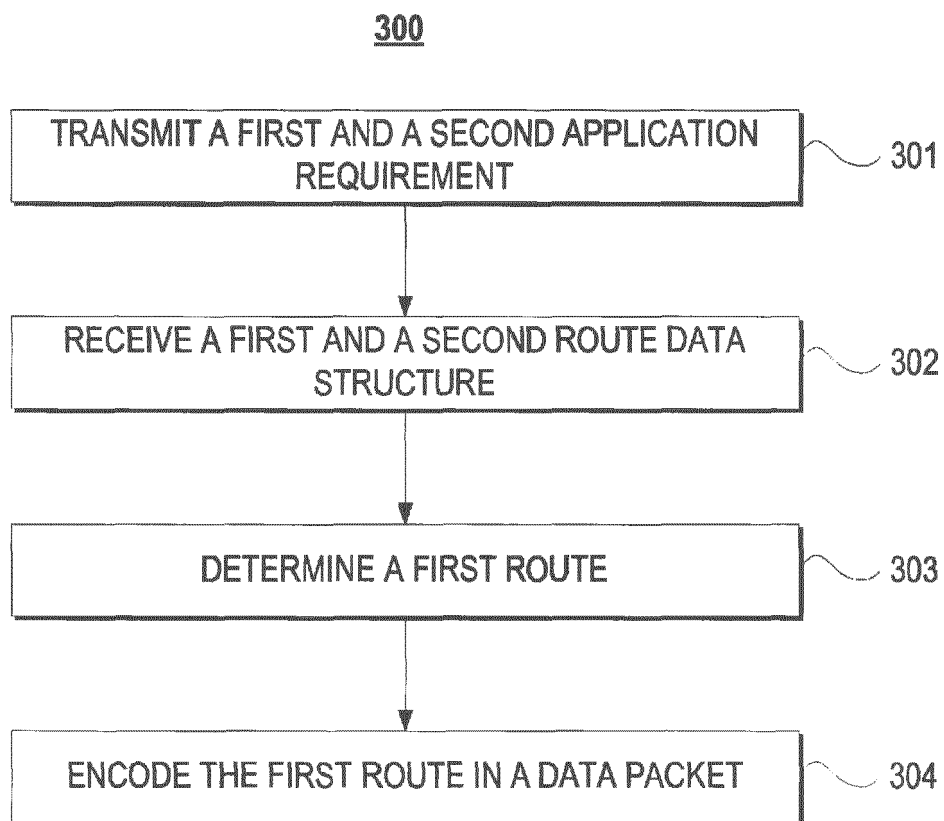 300
TRANSMIT A FIRST AND A SECOND APPLICATION
REQUIREMENT
301
RECEIVE A FIRST AND A SECOND ROUTE DATA
STRUCTURE
302
DETERMINE A FIRST ROUTE
303
ENCODE THE FIRST ROUTE IN A DATA PACKET
304